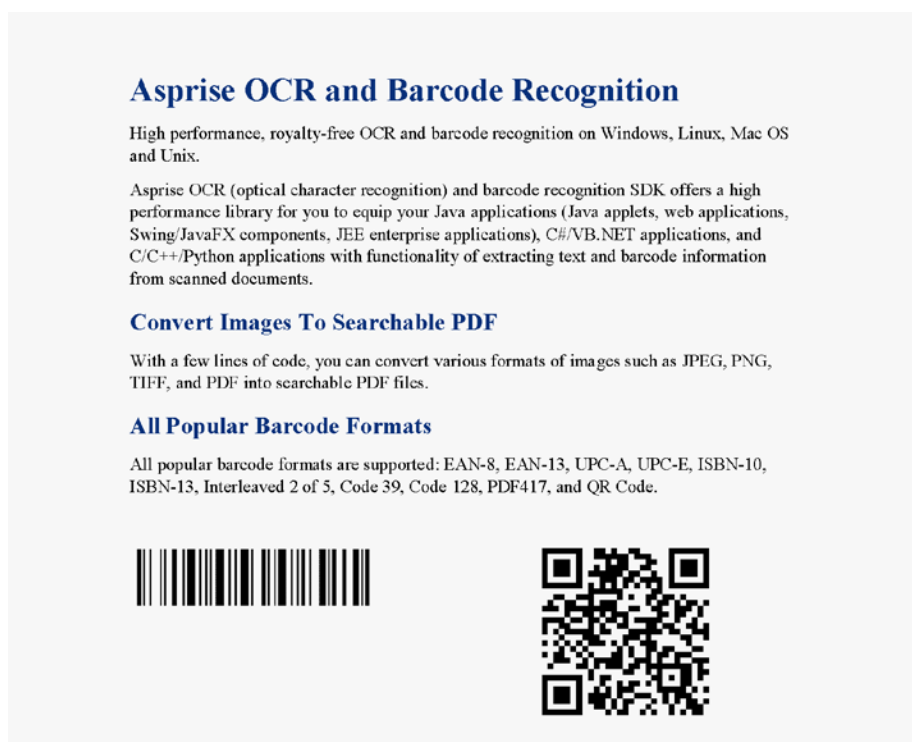 Asprise OCR and Barcode Recognition
High performance, royalty-free OCR and barcode recognition on Windows, Linux, Mac OS
and Unix.
Asprise OCR (optical character recognition) and barcode recognition SDK offers a high
performance library for you to equip your Java applications (Java applets, web applications,
Swing/JavaFX components, JEE enterprise applications), C#/VB.NET applications, and
C/C++/Python applications with functionality of extracting text and barcode information
from scanned documents.
Convert Images To Searchable PDF
With a few lines of code, you can convert various formats of images such as JPEG, PNG,
TIFF, and PDF into searchable PDF files.
All Popular Barcode Formats
All popular barcode formats are supported: EAN-8, EAN-13, UPC-A, UPC-E, ISBN-10,
ISBN-13, Interleaved 2 of 5, Code 39, Code 128, PDF417, and QR Code.